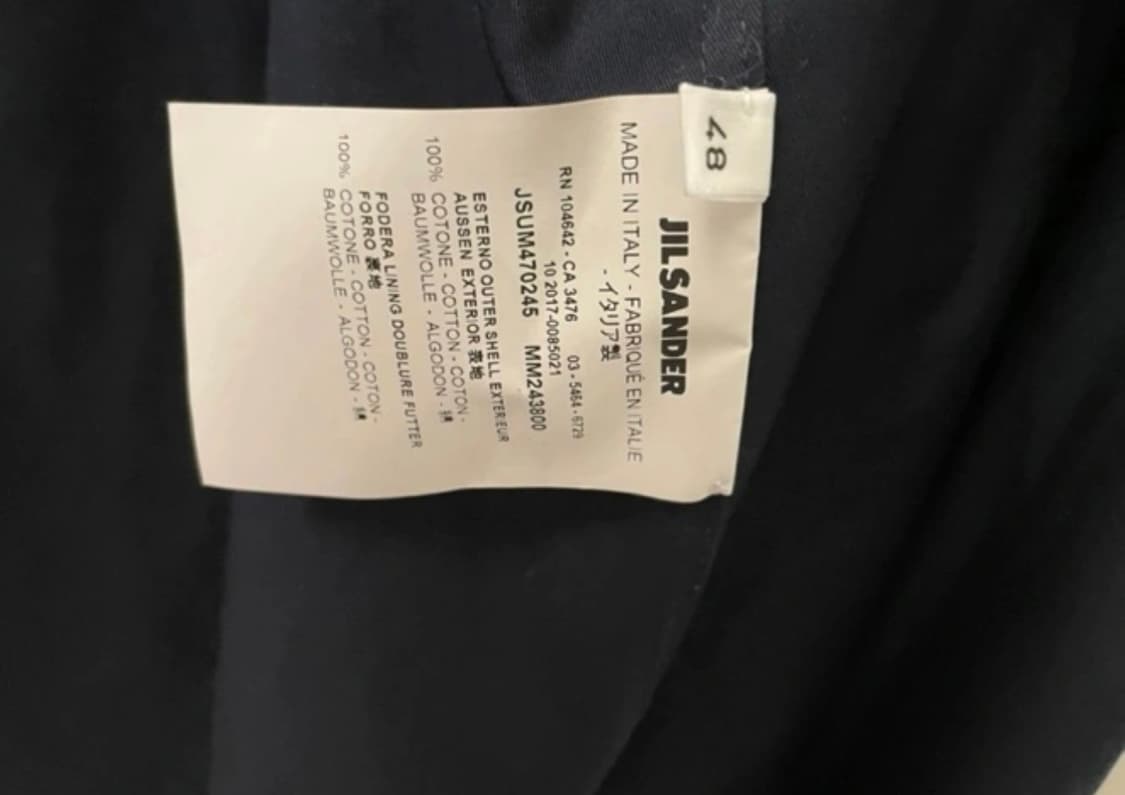 48
JIL SANDER
MADE IN ITALY - FABRIQUÉ EN ITALIE
- イタリア製
RN 104642 - CA 3476 03 - 5464 - 6729
10 2017-0085021
JSUM470245 MM243800
ESTERNO OUTER SHELL EXTERIEUR
AUSSEN EXTERIOR 表地
100% COTONE - COTTON - COTON -
BAUMWOLLE - ALGODON - 綿
FODERA LINING DOUBLURE FUTTER
FORRO 裏地
100% COTONE - COTTON - COTON -
BAUMWOLLE - ALGODON - 綿